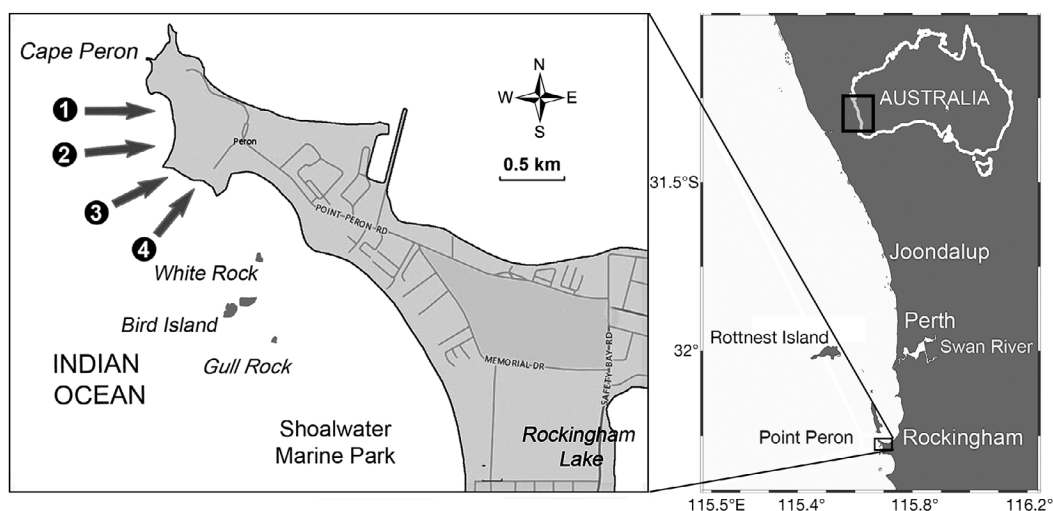 Cape Peron
1
2
3
4
Peron
N
W
E
S
0.5 km
POINT-PERON-RD
White Rock
Bird Island
Gull Rock
INDIAN
OCEAN
MEMORIAL-DR
SAFETY-BAY-RD
Shoalwater
Marine Park
Rockingham
Lake
AUSTRALIA
31.5°S
Joondalup
Perth
Rottnest Island
Swan River
32°
Point Peron
Rockingham
115.5°E
115.4°
115.8°
116.2°